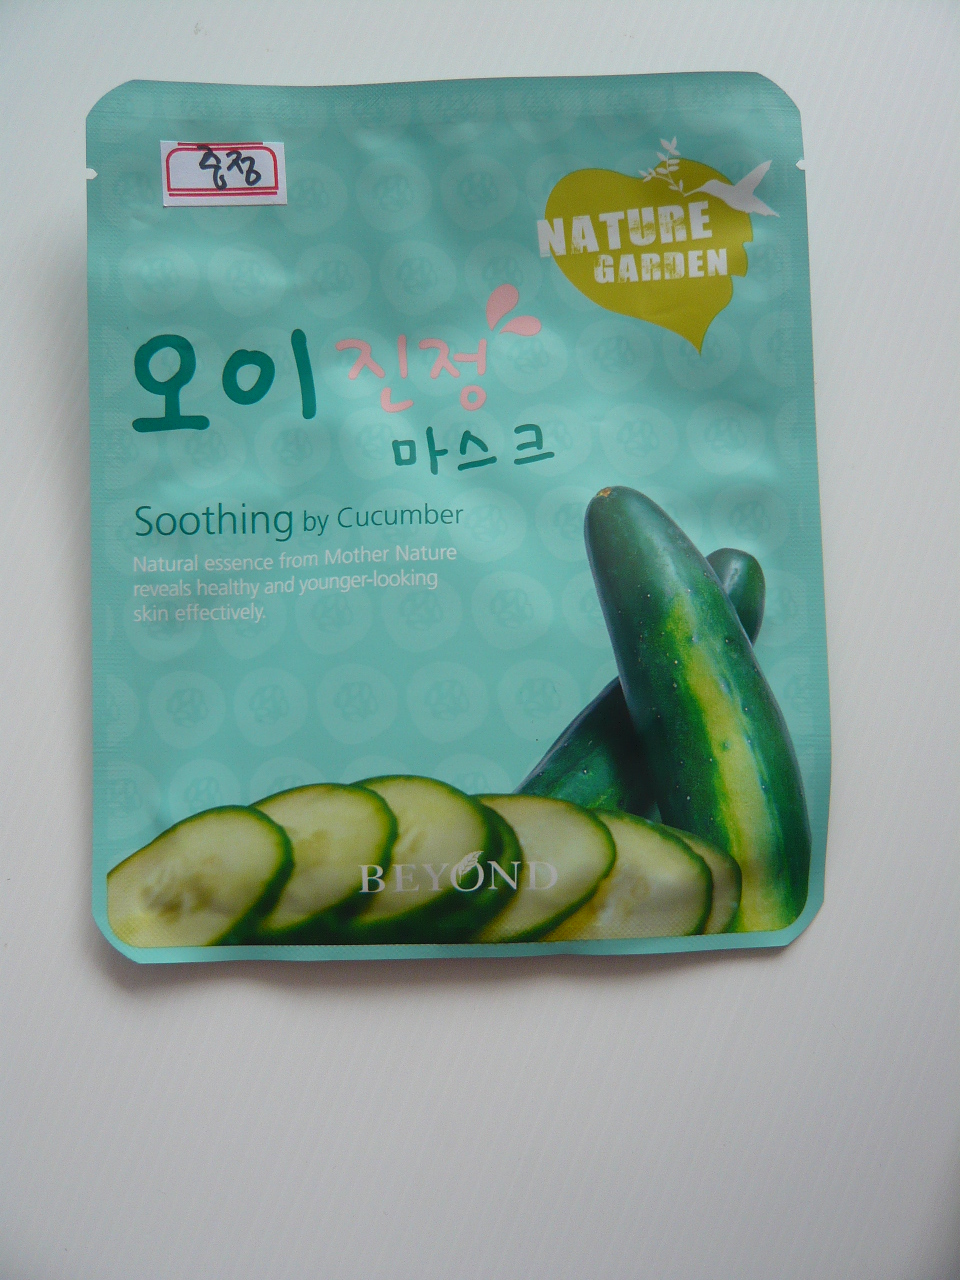 증정
NATURE
GARDEN
오이 진정
마스크
Soothing by Cucumber
Natural essence from Mother Nature
reveals healthy and younger-looking
skin effectively.
BEYOND